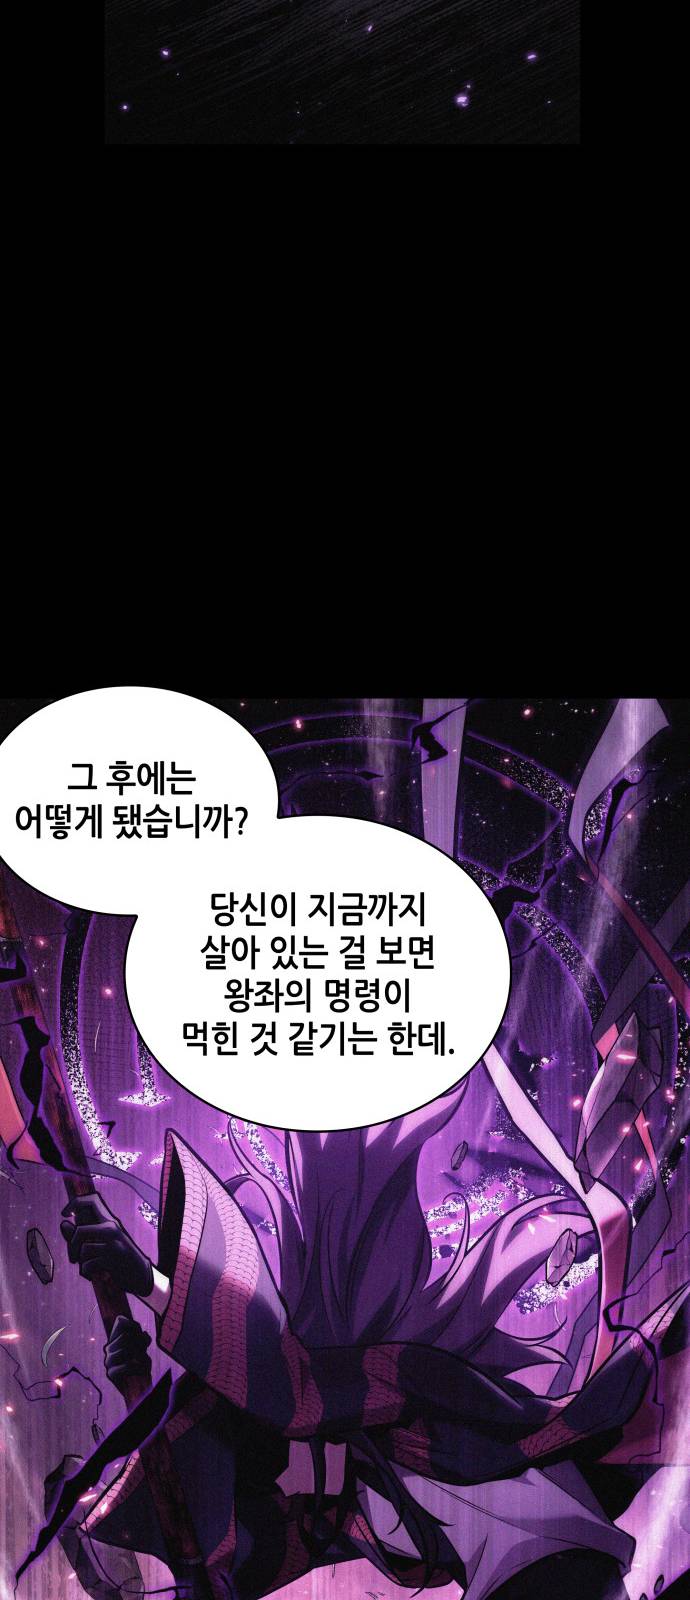 그 후에는
어떻게 됐습니까?
당신이 지금까지
살아 있는 걸 보면
왕좌의 명령이
먹힌 것 같기는 한데.